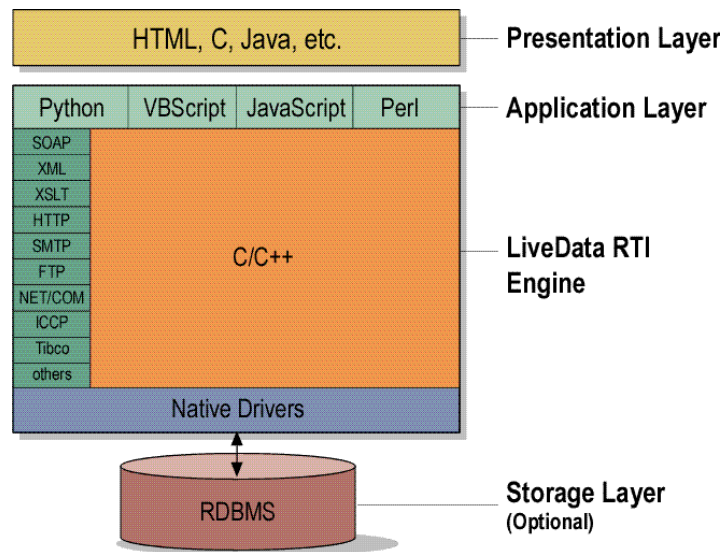 HTML, C, Java, etc.
Presentation Layer
Python
VBScript
JavaScript
Perl
Application Layer
SOAP
XML
XSLT
HTTP
SMTP
FTP
NET/COM
ICCP
Tibco
others
C/C++
LiveData RTI
Engine
Native Drivers
RDBMS
Storage Layer
(Optional)